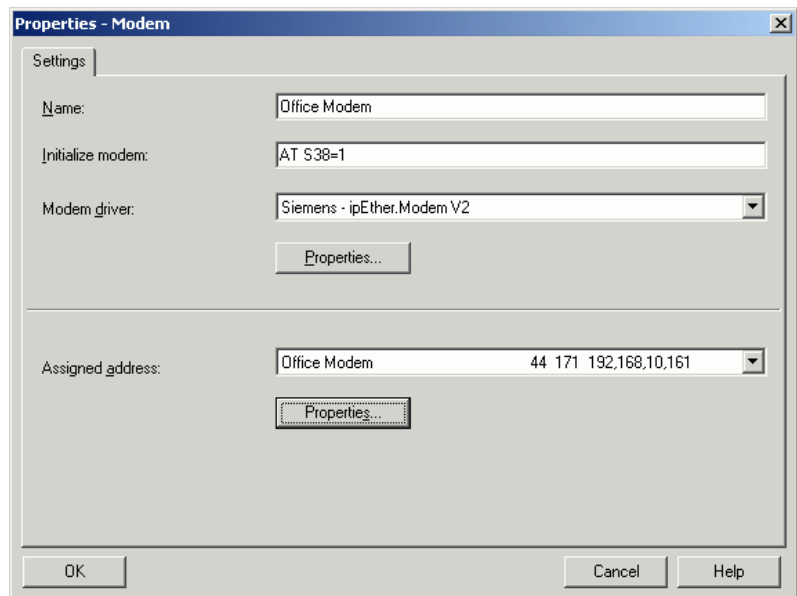 Properties - Modem
Settings
Name: Office Modem
Initialize modem: AT S38=1
Modem driver: Siemens - ipEther.Modem V2
Properties...
Assigned address: Office Modem 44 171 192,168,10,161
Properties...
OK Cancel Help